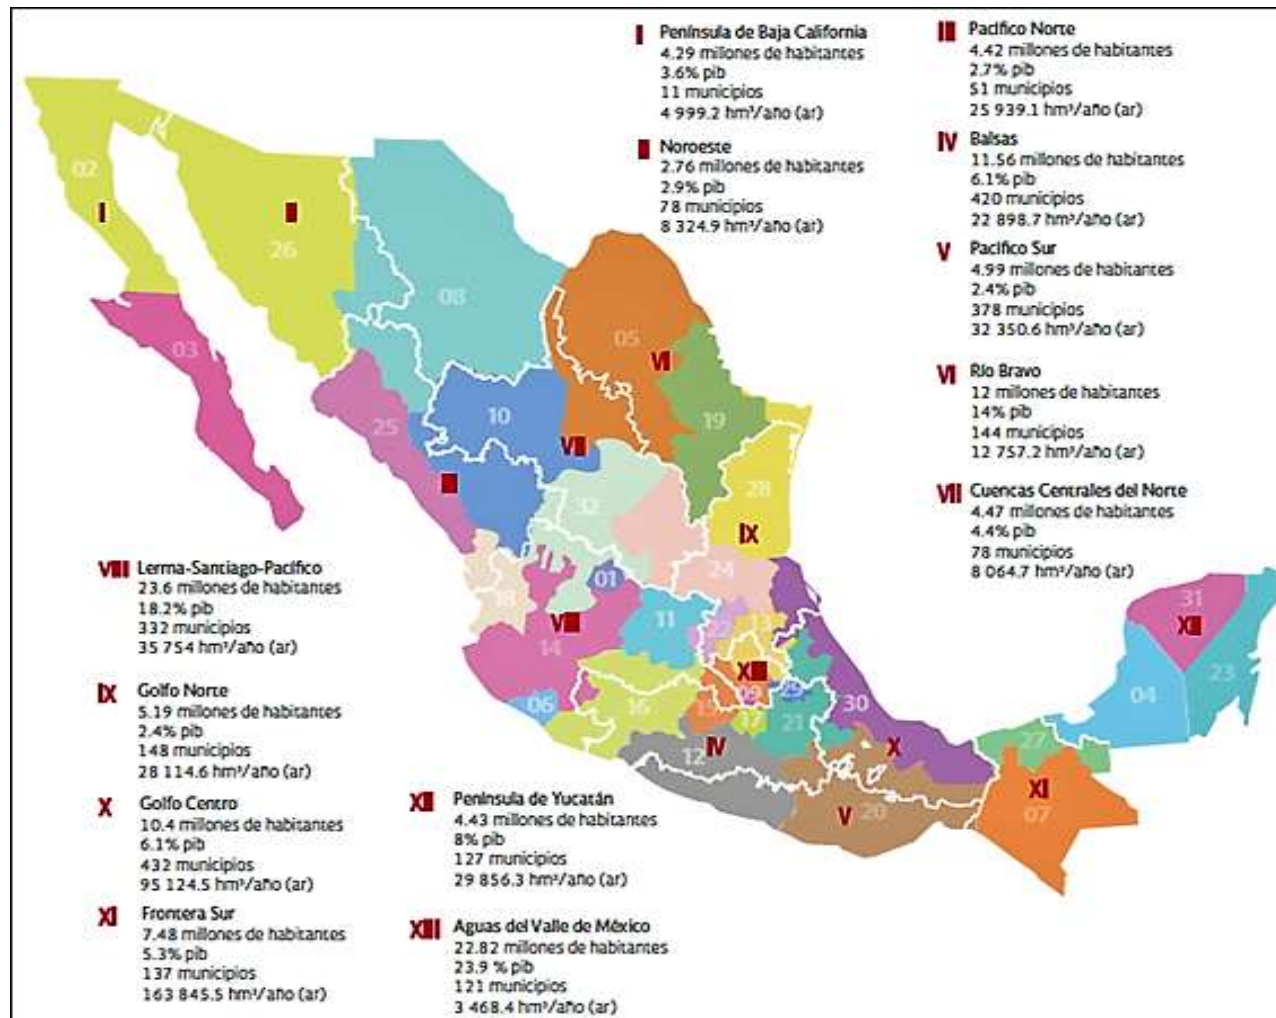 I Península de Baja California
4.29 millones de habitantes
3.6% pib
11 municipios
4 999.2 hm³/año (ar)
II Noroeste
2.76 millones de habitantes
2.9% pib
78 municipios
8 324.9 hm³/año (ar)
III Pacífico Norte
4.42 millones de habitantes
2.7% pib
51 municipios
25 939.1 hm³/año (ar)
IV Balsas
11.56 millones de habitantes
6.1% pib
420 municipios
22 898.7 hm³/año (ar)
V Pacífico Sur
4.99 millones de habitantes
2.4% pib
378 municipios
32 350.6 hm³/año (ar)
VI Río Bravo
12 millones de habitantes
14% pib
144 municipios
12 757.2 hm³/año (ar)
VII Cuencas Centrales del Norte
4.47 millones de habitantes
4.4% pib
78 municipios
8 064.7 hm³/año (ar)
VIII Lerma-Santiago-Pacífico
23.6 millones de habitantes
18.2% pib
332 municipios
35 754 hm³/año (ar)
IX Golfo Norte
5.19 millones de habitantes
2.4% pib
148 municipios
28 114.6 hm³/año (ar)
X Golfo Centro
10.4 millones de habitantes
6.1% pib
432 municipios
95 124.5 hm³/año (ar)
XI Frontera Sur
7.48 millones de habitantes
5.3% pib
137 municipios
163 845.5 hm³/año (ar)
XII Península de Yucatán
4.43 millones de habitantes
8% pib
127 municipios
29 856.3 hm³/año (ar)
XIII Aguas del Valle de México
22.82 millones de habitantes
23.9 % pib
121 municipios
3 468.4 hm³/año (ar)
02
I
II
26
08
03
05
VI
10
25
19
VII
III
28
32
IX
24
01
18
VIII
14
11
22
13
XIII
09
25
06
16
15
17
21
30
12
IV
X
V
20
31
XII
23
04
27
XI
07